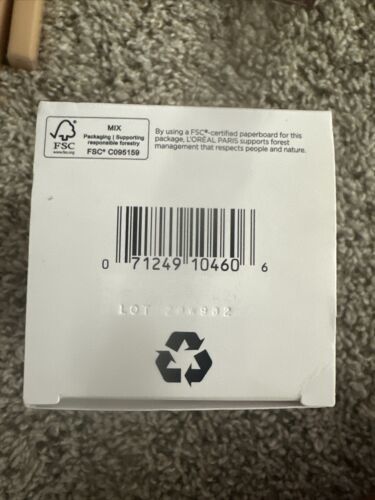 FSC
www.fsc.org
MIX
Packaging | Supporting
responsible forestry
FSC® C095159
By using a FSC®-certified paperboard for this
package, L'ORÉAL PARIS supports forest
management that respects people and nature.
0 71249 10460 6
LOT